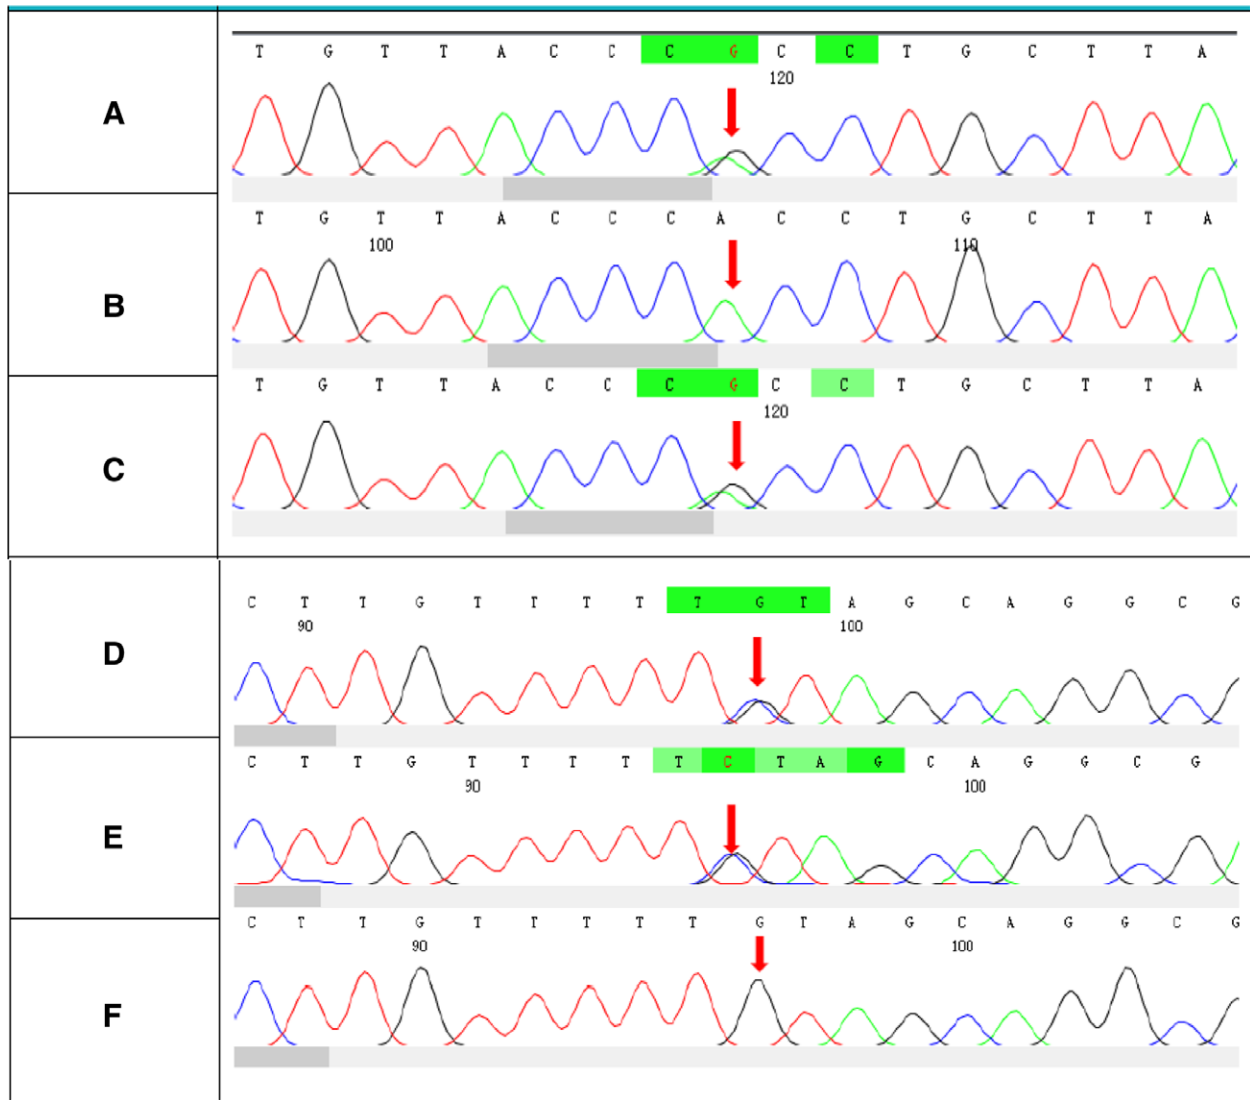 T G T T A C C C G C C T G C T T A
120
A
T G T T A C C C A C C T G C T T A
100 110
B
T G T T A C C C G C C T G C T T A
120
C
C T T G T T T T T G T A G C A G G C G
90 100
D
C T T G T T T T T C T A G C A G G C G
90 100
E
C T T G T T T T T G T A G C A G G C G
90 100
F